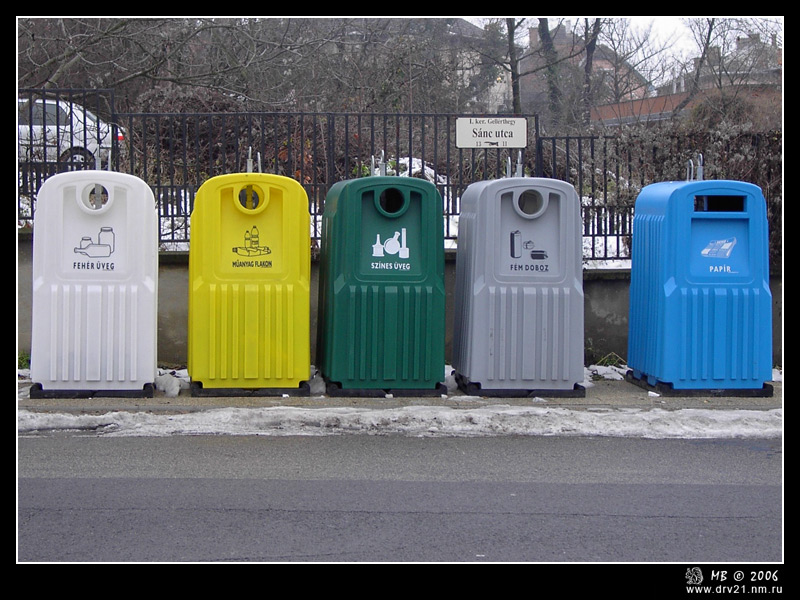 I. ker. Gellérthegy
Sánc utca
FEHÉR ÜVEG
MŰANYAG FLAKON
SZÍNES ÜVEG
FÉM DOBOZ
PAPÍR
MB © 2006
www.drv21.nm.ru